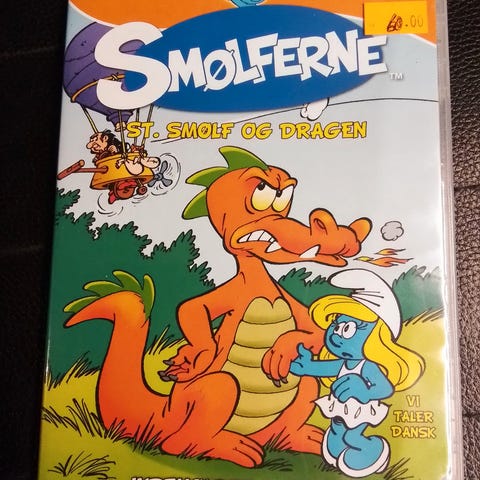 60.00
SMØLFERNE
TM
ST. SMØLF OG DRAGEN
VI
TALER
DANSK